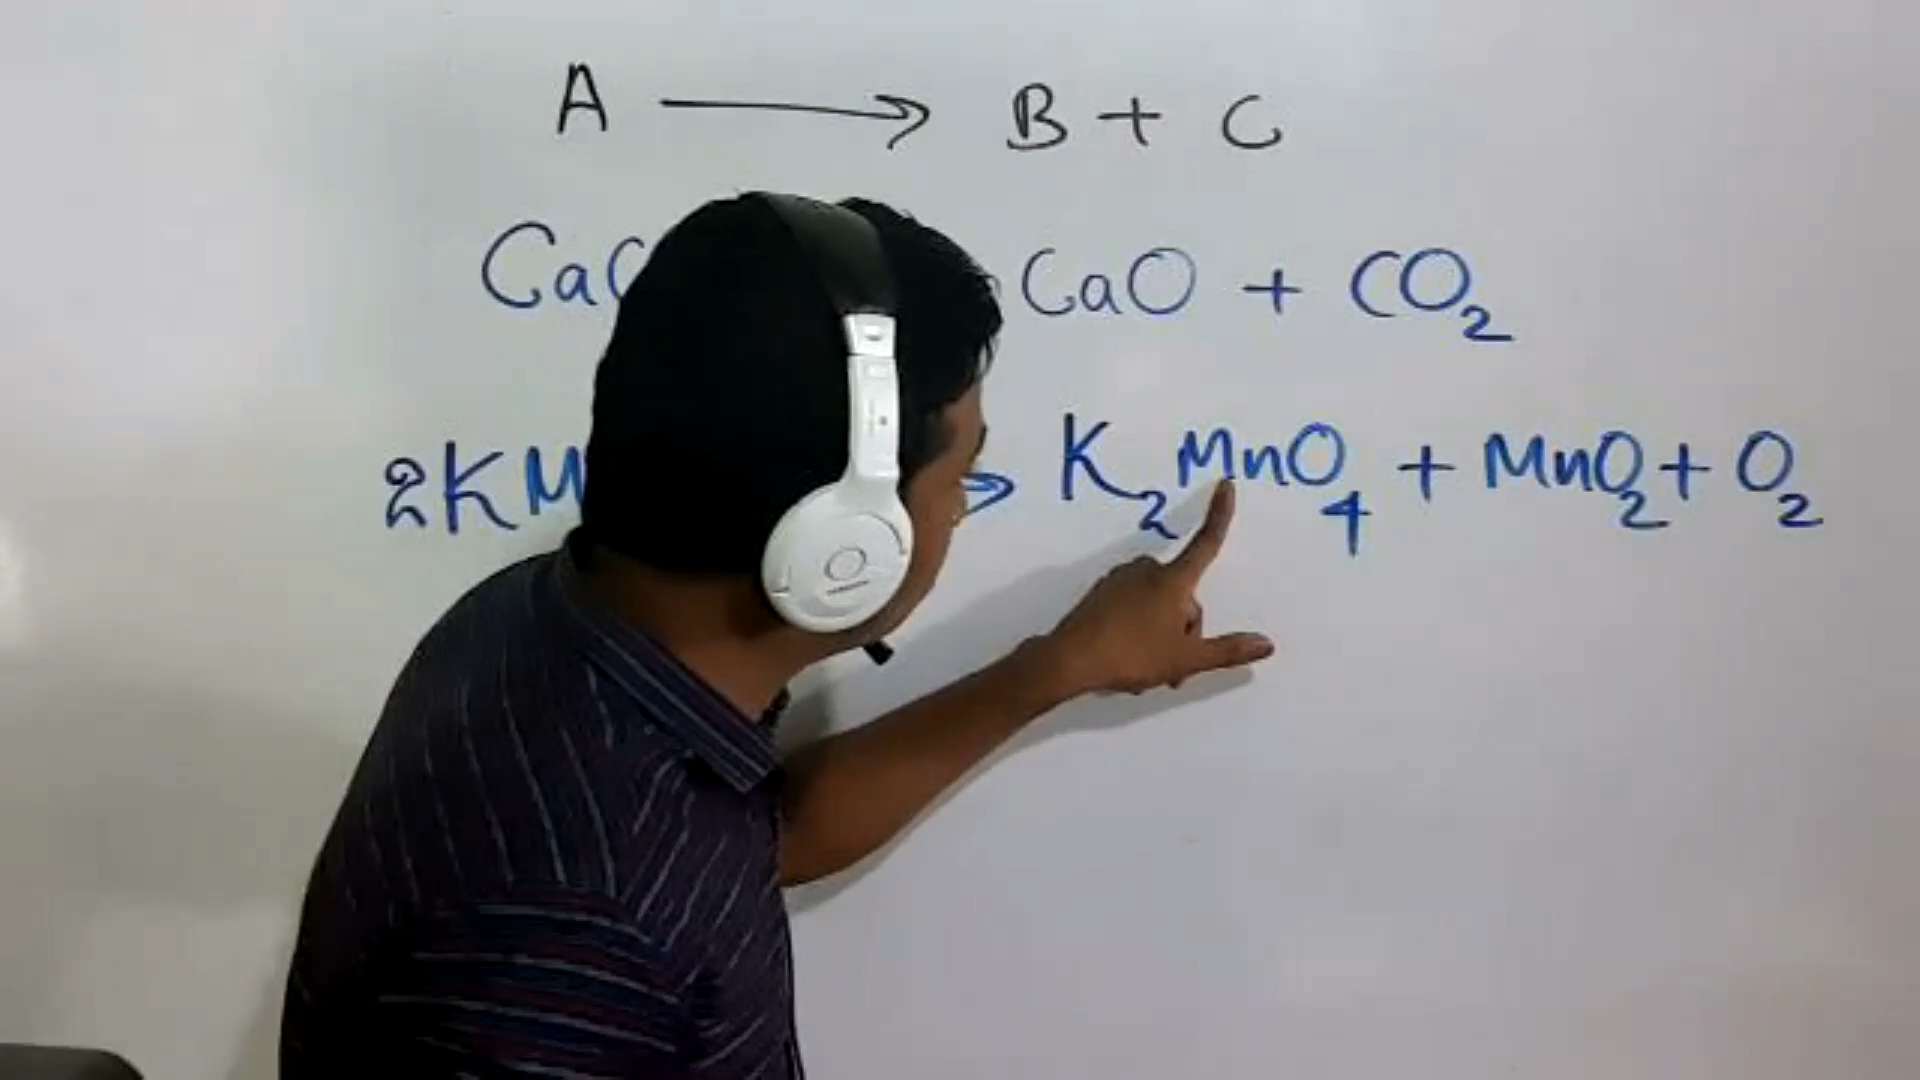 A → B + C
CaC CaO + CO₂
2KM → K₂MnO₄ + MnO₂ + O₂